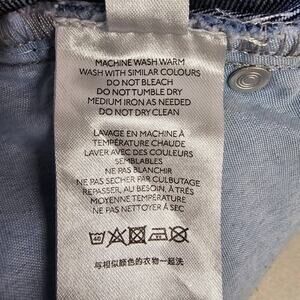 MACHINE WASH WARM
WASH WITH SIMILAR COLOURS
DO NOT BLEACH
DO NOT TUMBLE DRY
MEDIUM IRON AS NEEDED
DO NOT DRY CLEAN
LAVAGE EN MACHINE À
TEMPÉRATURE CHAUDE
LAVER AVEC DES COULEURS
SEMBLABLES
NE PAS BLANCHIR
NE PAS SÉCHER PAR CULBUTAGE
REPASSER, AU BESOIN, À TRÈS
MOYENNE TEMPÉRATURE
NE PAS NETTOYER À SEC
40
与相似颜色的衣物一起洗